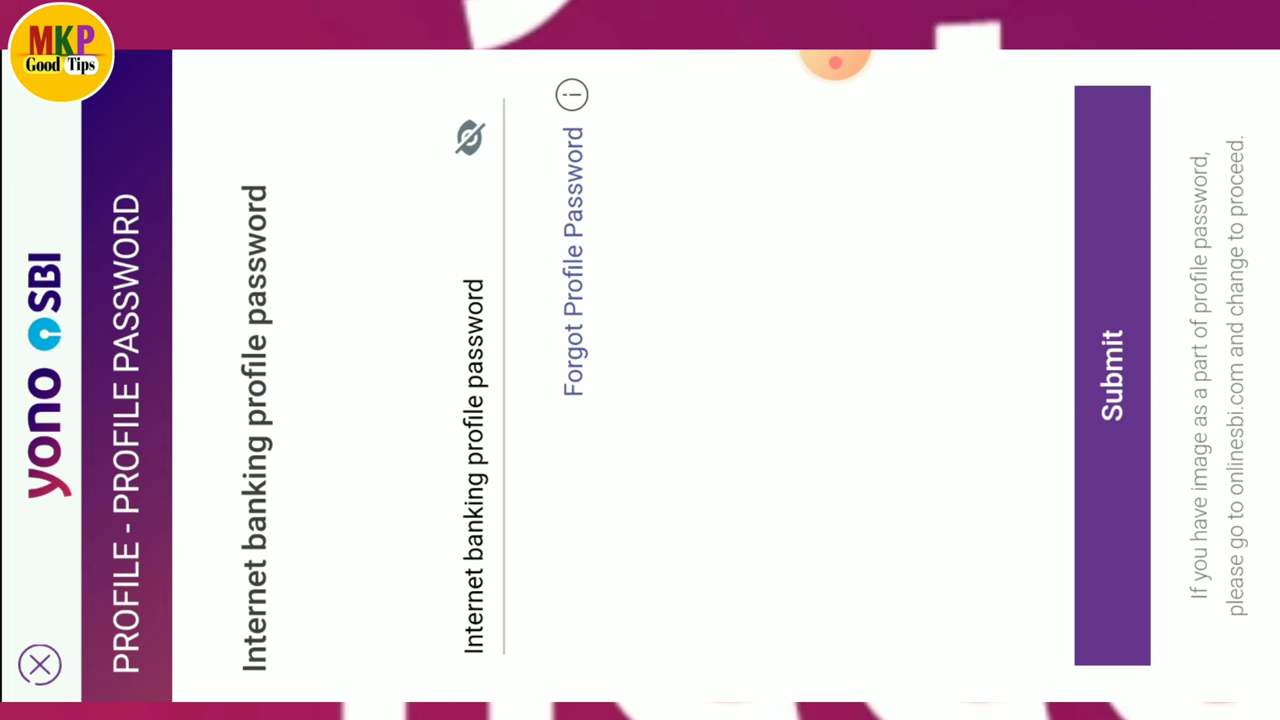 MKP
Good Tips
yono SBI
PROFILE - PROFILE PASSWORD
Internet banking profile password
Internet banking profile password
Forgot Profile Password i
Submit
If you have image as a part of profile password,
please go to onlinesbi.com and change to proceed.